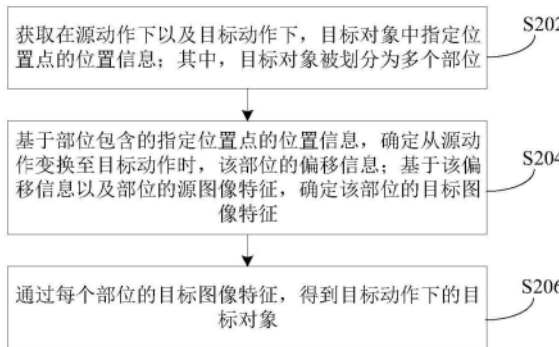 获取在源动作下以及目标动作下，目标对象中指定位
置点的位置信息；其中，目标对象被划分为多个部位
S202
基于部位包含的指定位置点的位置信息，确定从源动
作变换至目标动作时，该部位的偏移信息；基于该偏
移信息以及部位的源图像特征，确定该部位的目标图
像特征
S204
通过每个部位的目标图像特征，得到目标动作下的目
标对象
S206